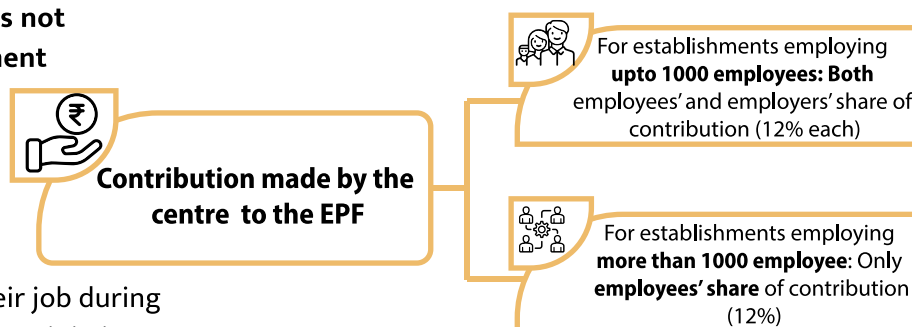 s not
ment
₹
Contribution made by the
centre to the EPF
For establishments employing
upto 1000 employees: Both
employees' and employers' share of
contribution (12% each)
For establishments employing
more than 1000 employee: Only
employees' share of contribution
(12%)
eir job during